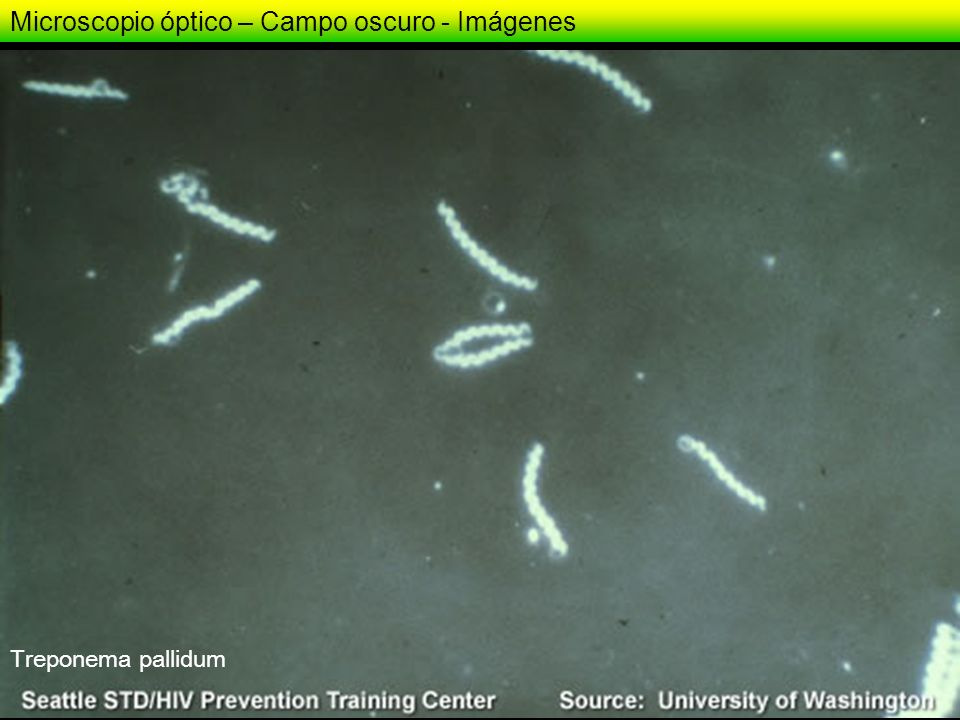 Microscopio óptico – Campo oscuro - Imágenes
Treponema pallidum
Seattle STD/HIV Prevention Training Center Source: University of Washington